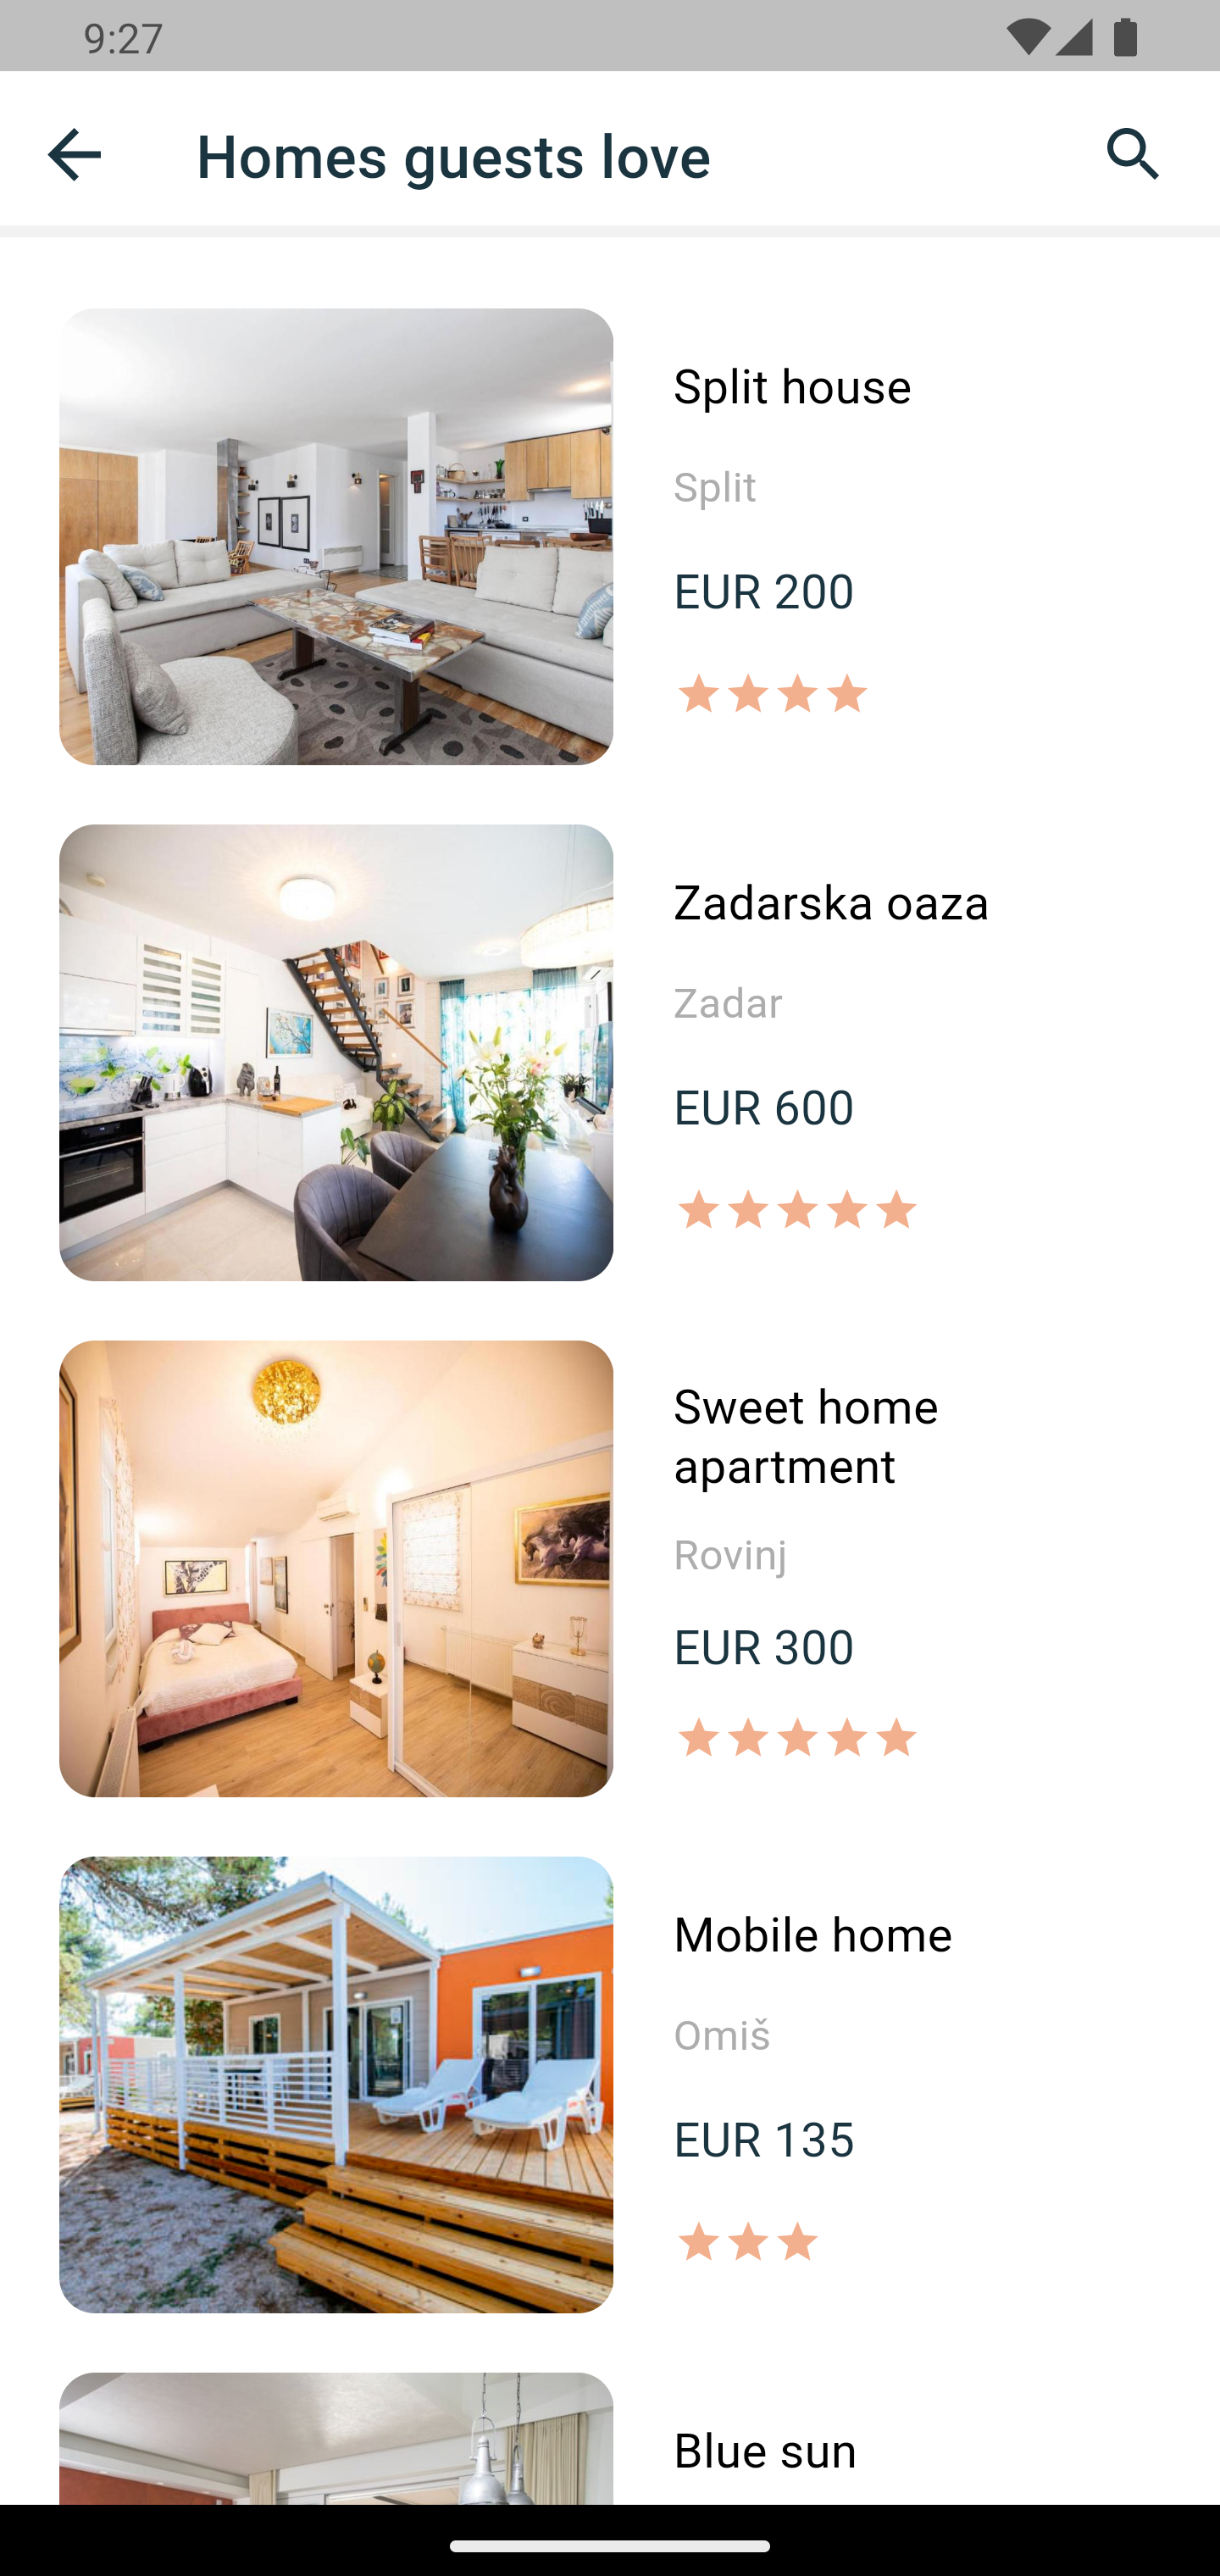 9:27
Homes guests love
Split house
Split
EUR 200
Zadarska oaza
Zadar
EUR 600
Sweet home
apartment
Rovinj
EUR 300
Mobile home
Omiš
EUR 135
Blue sun